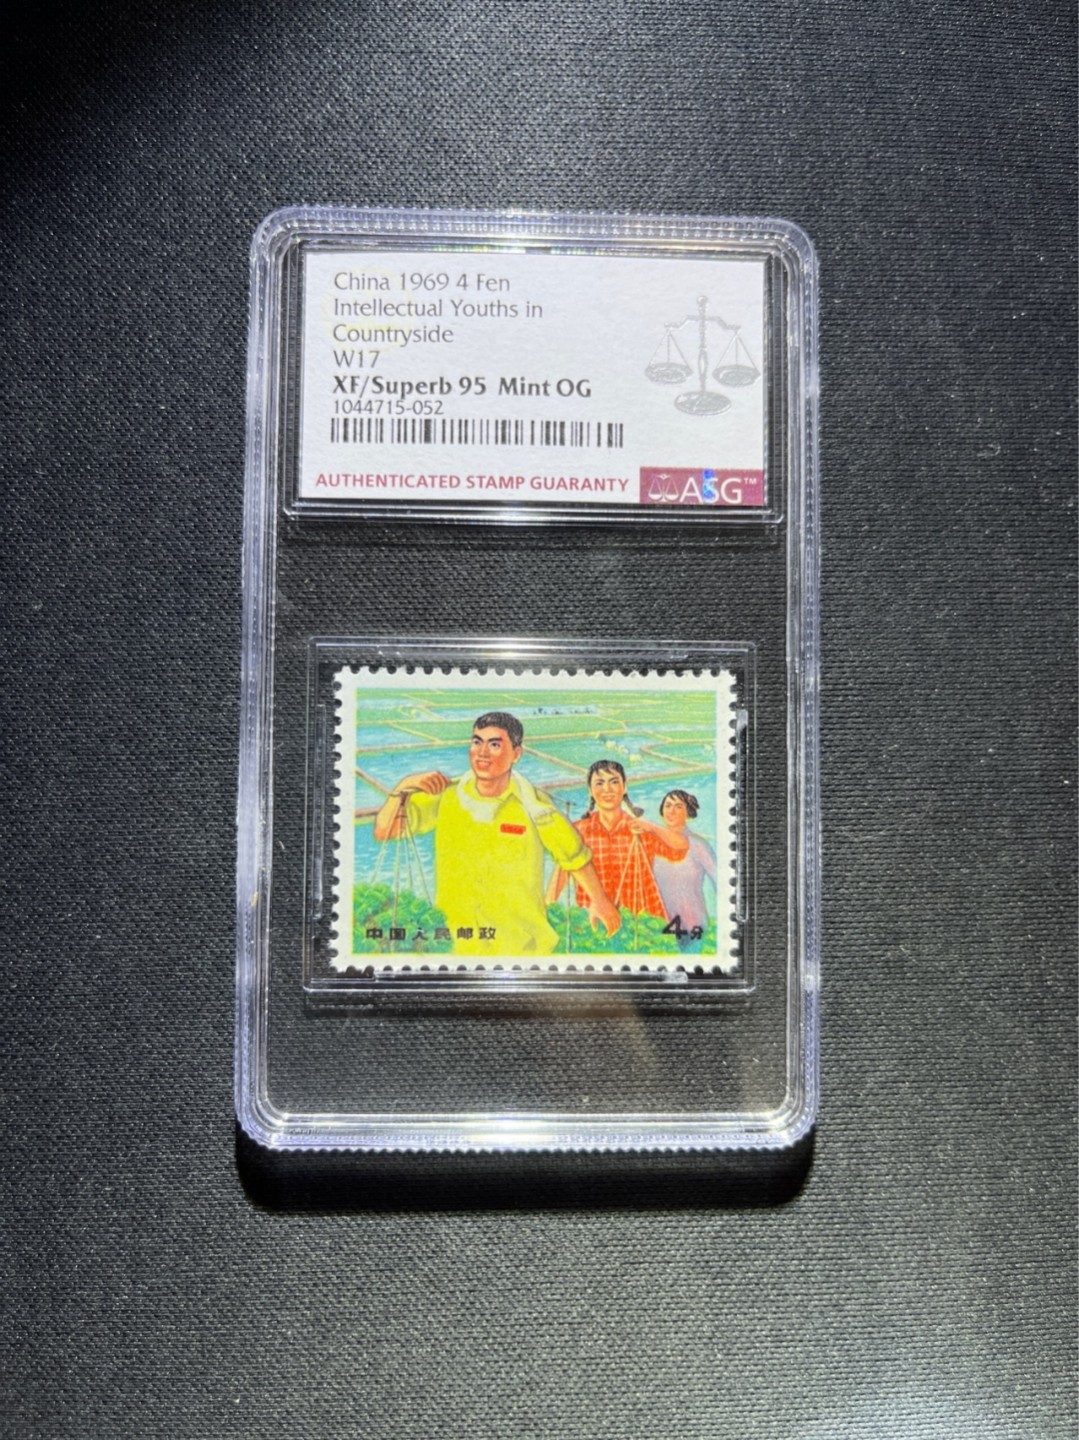 China 1969 4 Fen
Intellectual Youths in
Countryside
W17
XF/Superb 95 Mint OG
1044715-052
AUTHENTICATED STAMP GUARANTY
ASG™
中国人民邮政
4分